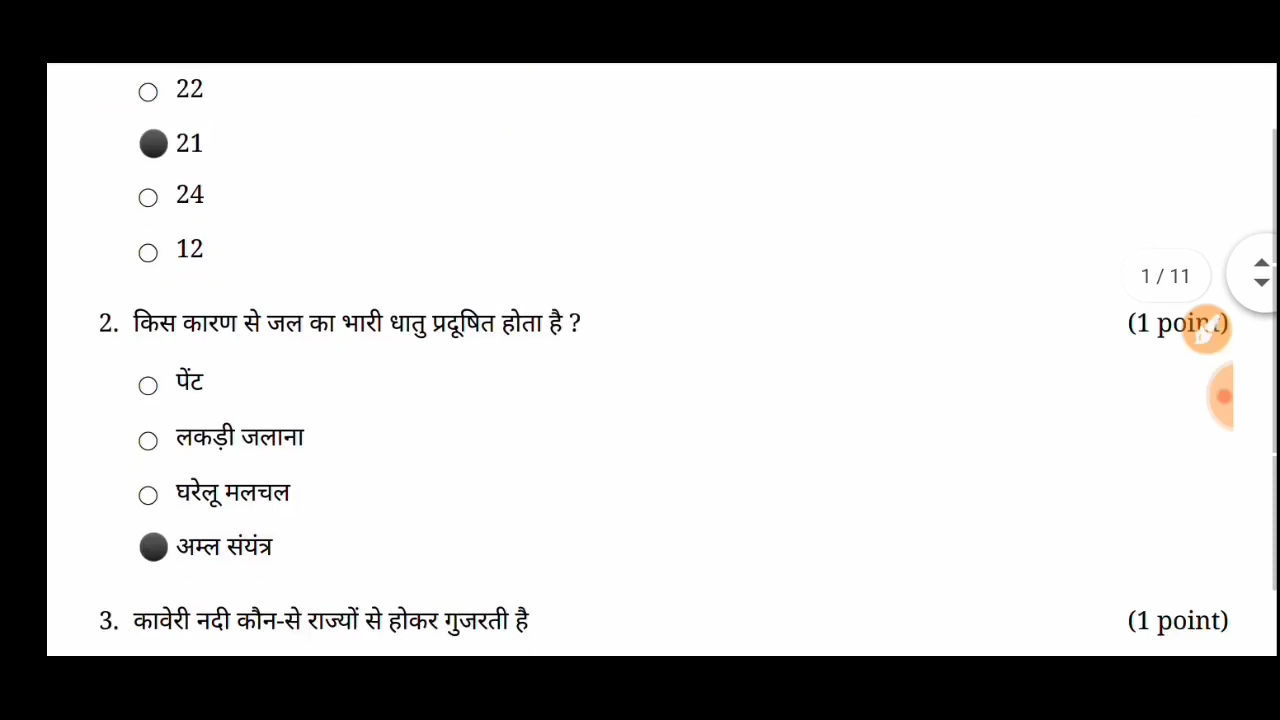 22
21
24
12
1 / 11
2. किस कारण से जल का भारी धातु प्रदूषित होता है ? (1 point)
पेंट
लकड़ी जलाना
घरेलू मलचल
अम्ल संयंत्र
3. कावेरी नदी कौन-से राज्यों से होकर गुजरती है (1 point)